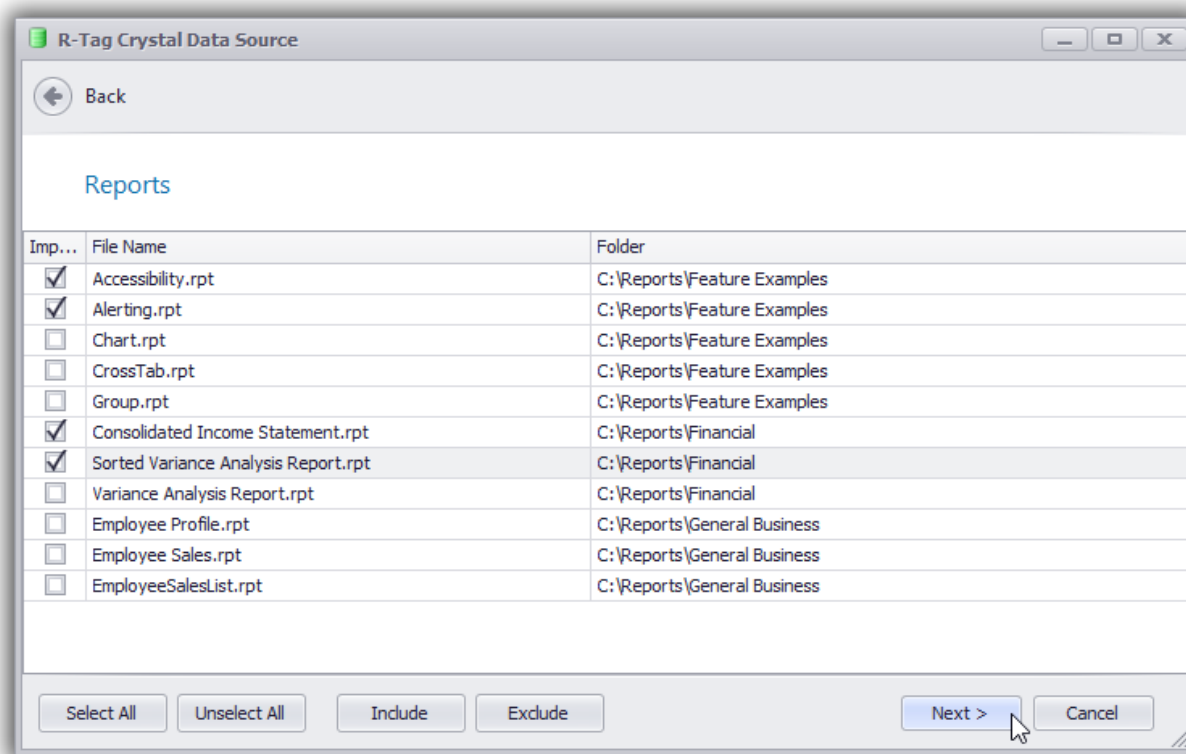 R-Tag Crystal Data Source
Back
Reports
Imp... File Name Folder
Accessibility.rpt C:\Reports\Feature Examples
Alerting.rpt C:\Reports\Feature Examples
Chart.rpt C:\Reports\Feature Examples
CrossTab.rpt C:\Reports\Feature Examples
Group.rpt C:\Reports\Feature Examples
Consolidated Income Statement.rpt C:\Reports\Financial
Sorted Variance Analysis Report.rpt C:\Reports\Financial
Variance Analysis Report.rpt C:\Reports\Financial
Employee Profile.rpt C:\Reports\General Business
Employee Sales.rpt C:\Reports\General Business
EmployeeSalesList.rpt C:\Reports\General Business
Select All Unselect All Include Exclude Next > Cancel